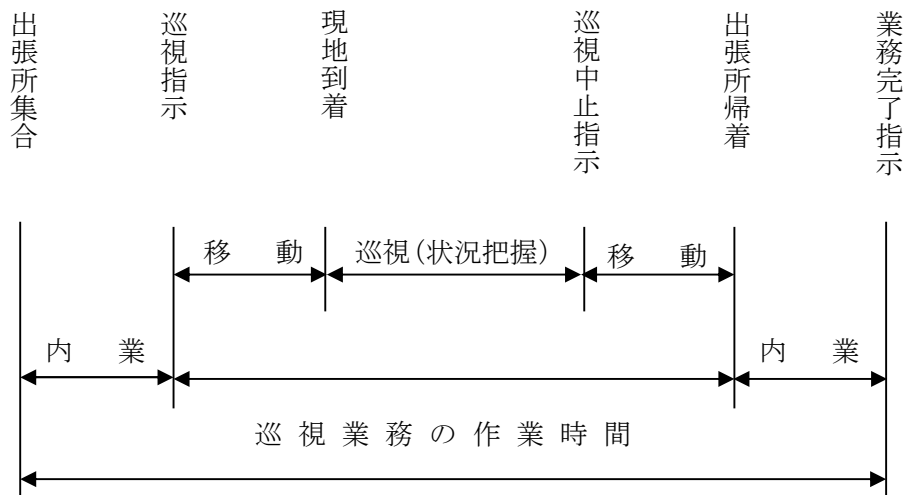 出張所集合
巡視指示
現地到着
巡視中止指示
出張所帰着
業務完了指示
移 動
巡視(状況把握)
移 動
内 業
内 業
巡視業務の作業時間